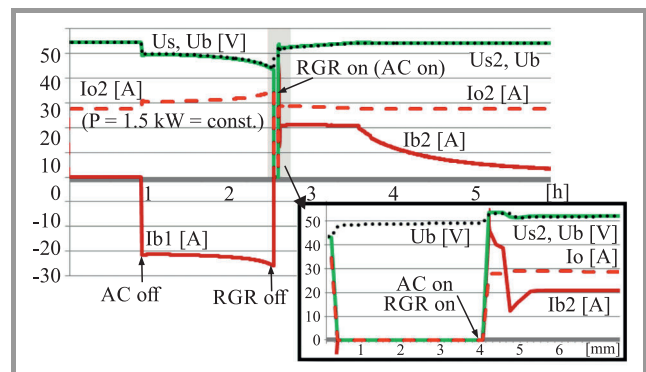 60
Us, Ub [V]
50
RGR on (AC on)
Us2, Ub
40
Io2 [A]
Io2 [A]
30
(P = 1.5 kW = const.)
20
Ib2 [A]
10
0
1 2 3 4 5 [h]
-10
Ib1 [A]
-20
-30
AC off
RGR off
50
Ub [V]
Us2, Ub [V]
40
Io [A]
30
AC on
RGR on
20
Ib2 [A]
10
0
1 2 3 4 5 6 [mm]